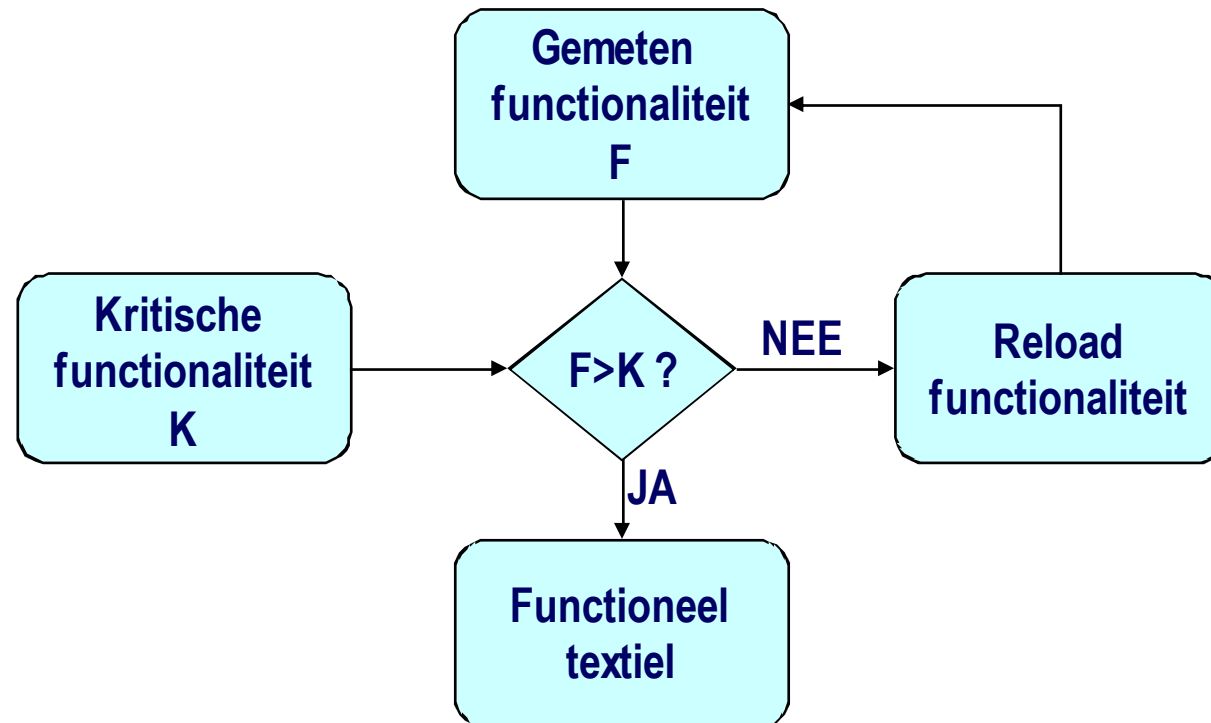 Gemeten
functionaliteit
F
Kritische
functionaliteit
K
F>K ?
NEE
Reload
functionaliteit
JA
Functioneel
textiel